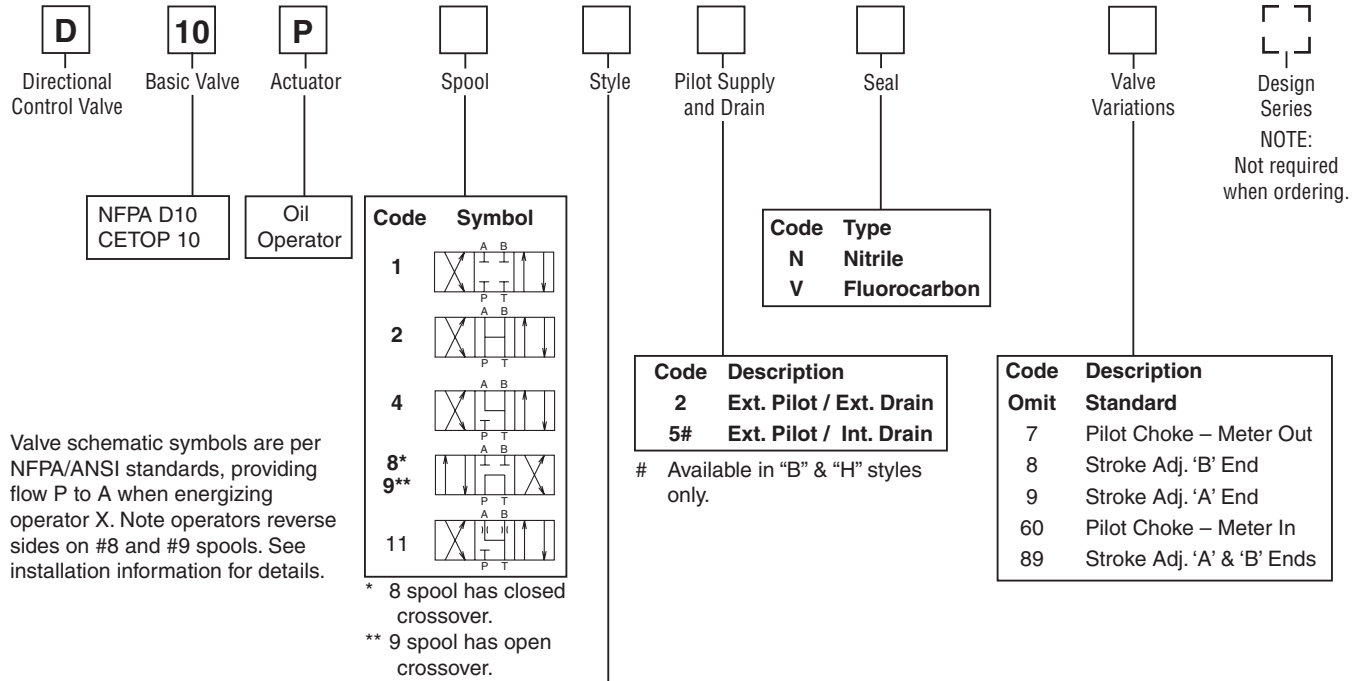 D 10 P
Directional Control Valve
Basic Valve
Actuator
Spool
Style
Pilot Supply and Drain
Seal
Valve Variations
Design Series
NOTE:
Not required
when ordering.
NFPA D10
CETOP 10
Oil
Operator
Code Symbol
A B
1
P T
A B
2
P T
A B
4
P T
A B
8*
9**
P T
A B
11
P T
* 8 spool has closed
crossover.
** 9 spool has open
crossover.
Valve schematic symbols are per
NFPA/ANSI standards, providing
flow P to A when energizing
operator X. Note operators reverse
sides on #8 and #9 spools. See
installation information for details.
Code Description
2 Ext. Pilot / Ext. Drain
5# Ext. Pilot / Int. Drain
# Available in “B” & “H” styles
only.
Code Type
N Nitrile
V Fluorocarbon
Code Description
Omit Standard
7 Pilot Choke – Meter Out
8 Stroke Adj. ‘B’ End
9 Stroke Adj. ‘A’ End
60 Pilot Choke – Meter In
89 Stroke Adj. ‘A’ & ‘B’ Ends